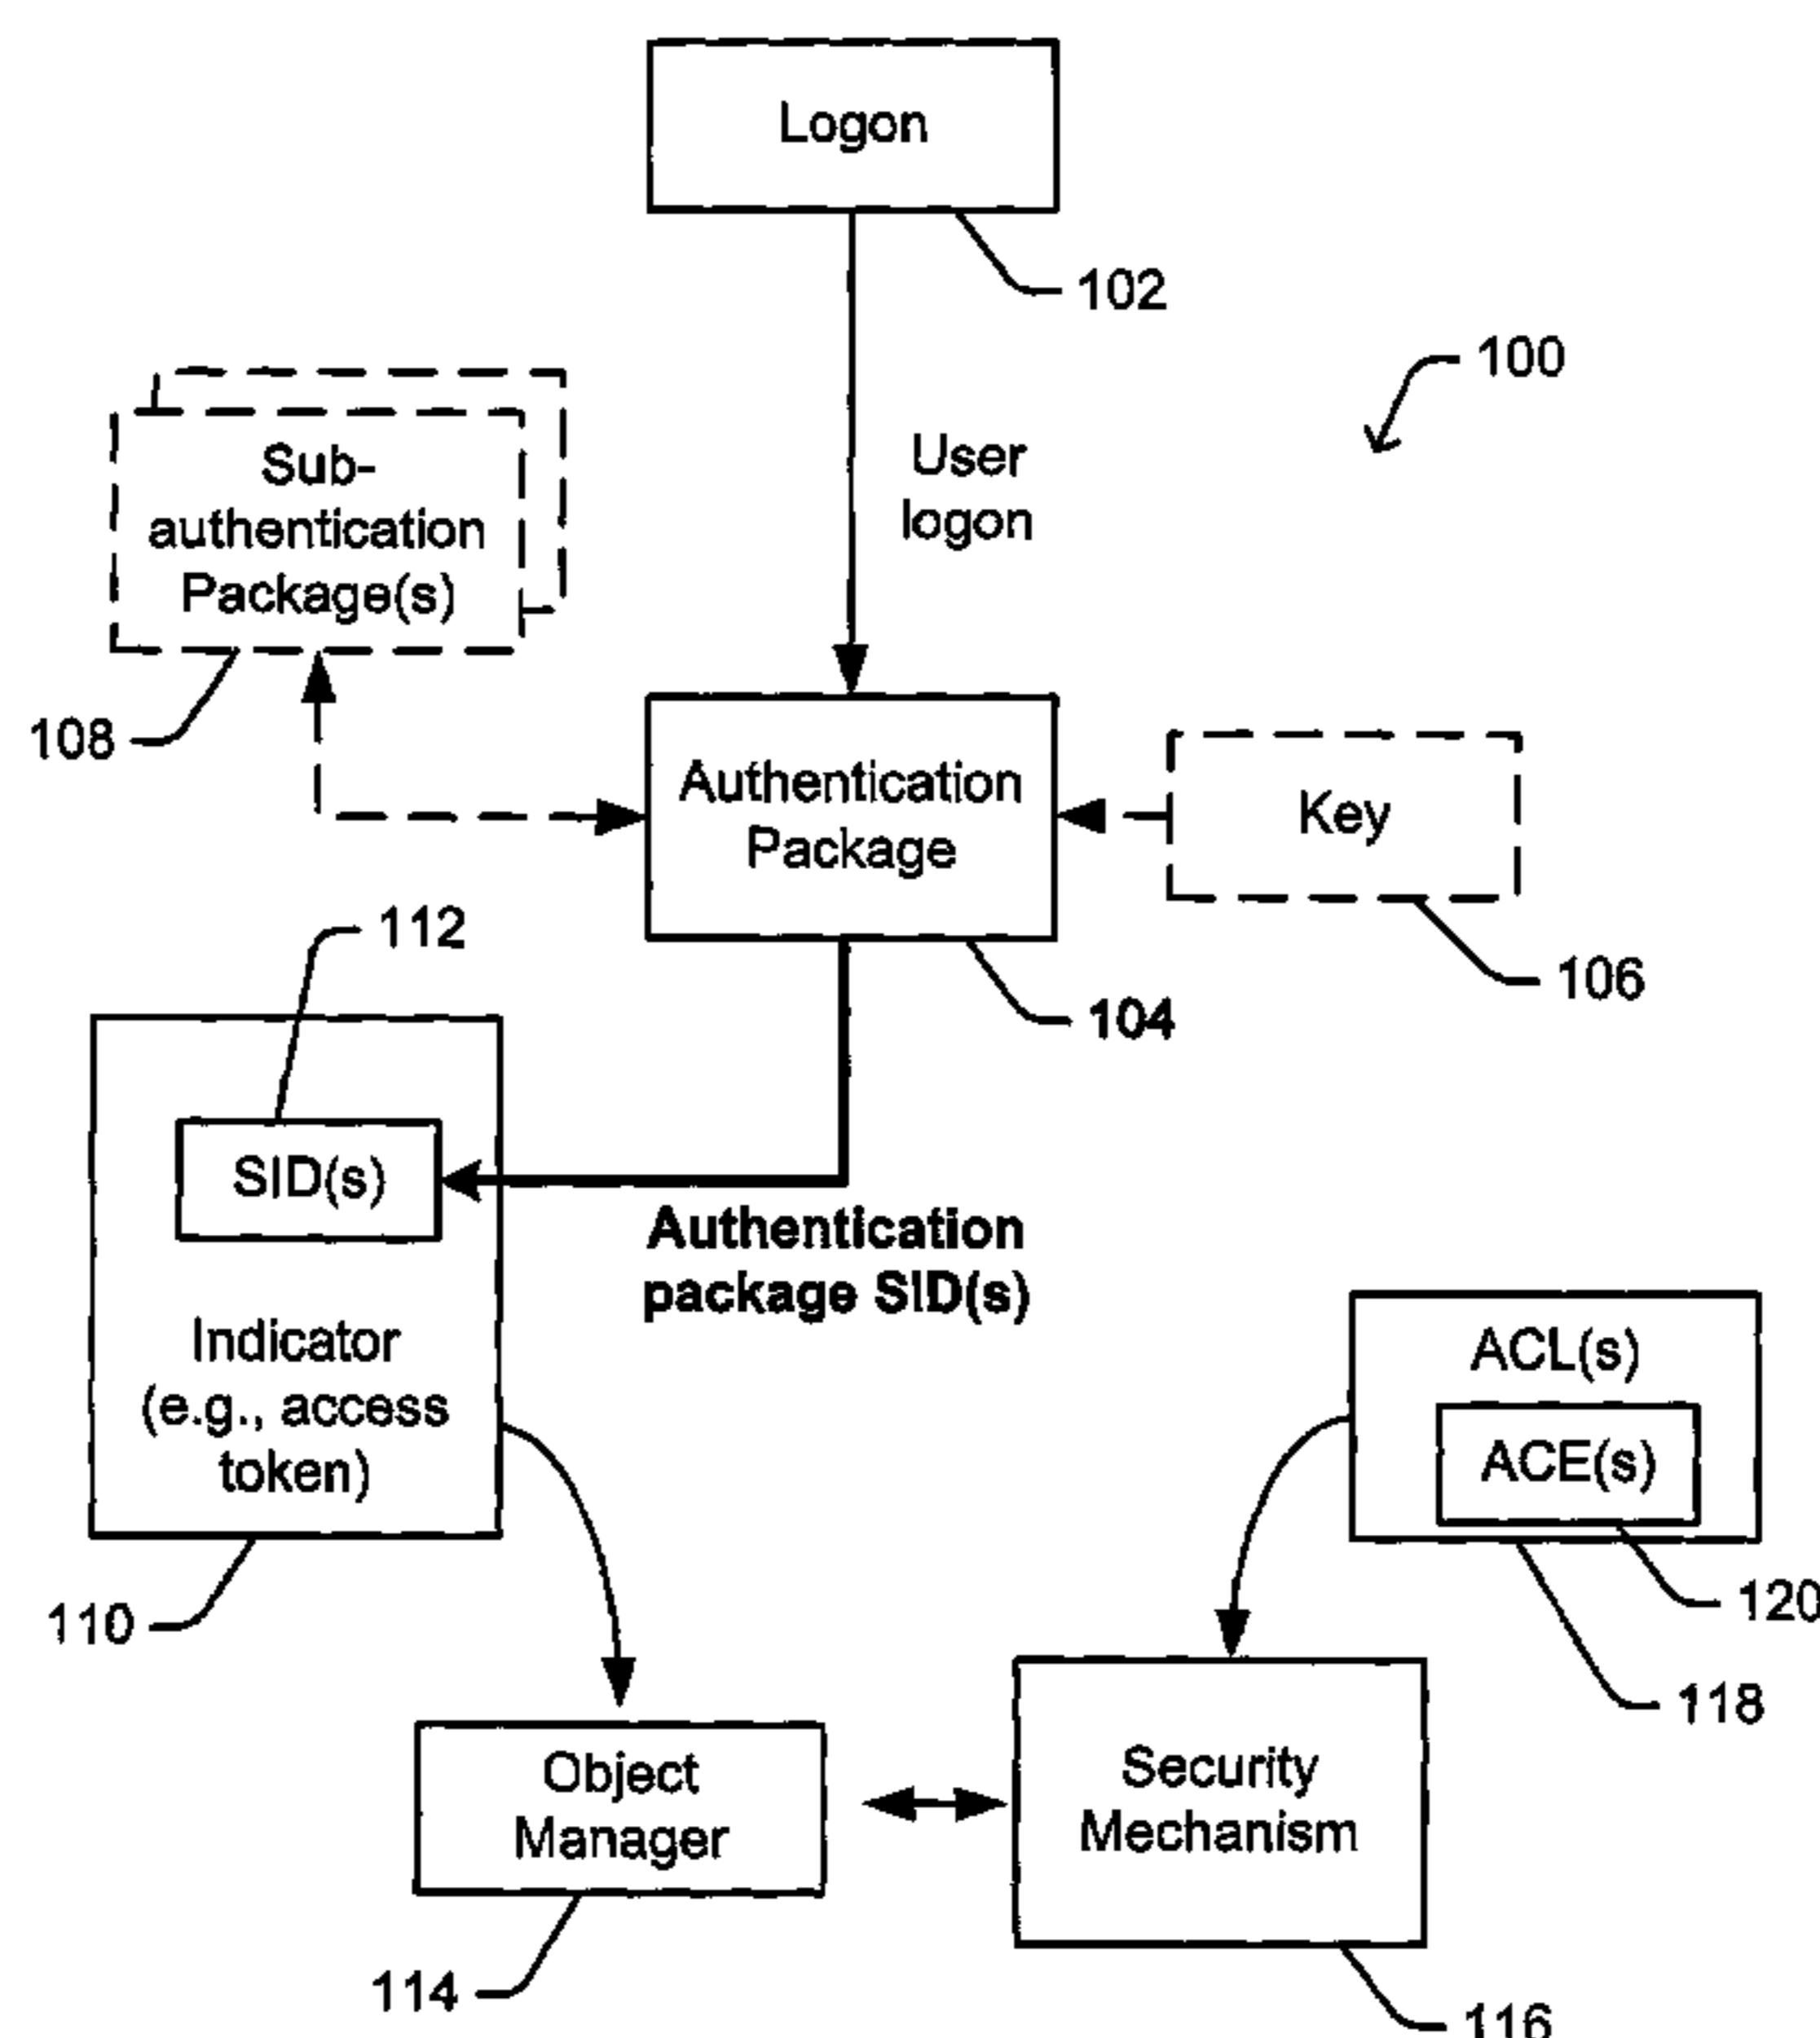 Logon
102
100
User
logon
Sub-
authentication
Package(s)
108
Authentication
Package
Key
106
104
112
SID(s)
Authentication
package SID(s)
Indicator
(e.g., access
token)
110
ACL(s)
ACE(s)
120
118
Object
Manager
114
Security
Mechanism
116